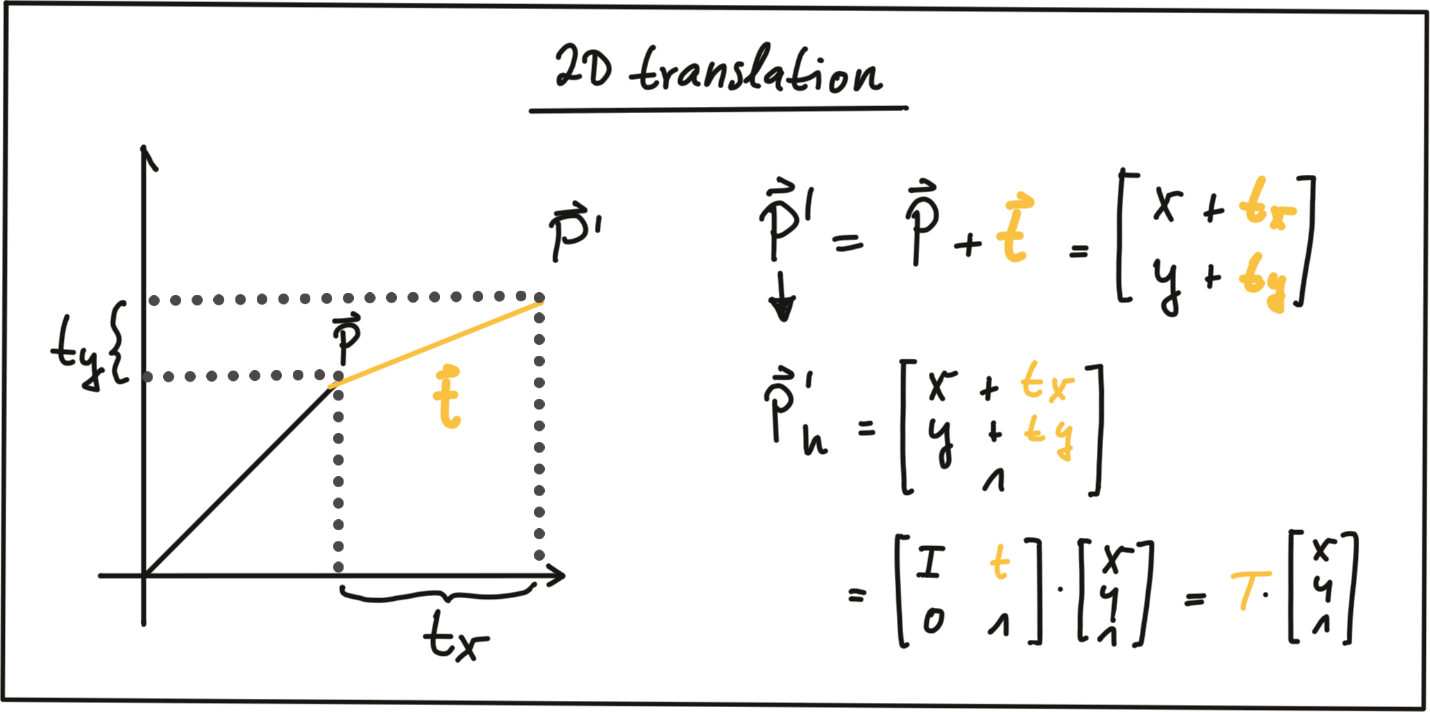 2D translation
p⃗'
p⃗
t⃗
t_y {
t_x
p⃗' = p⃗ + t⃗ = [ x + t_x
y + t_y ]
p⃗'_h = [ x + t_x
y + t_y
1 ]
= [ I t
0 1 ] · [ x
y
1 ] = T · [ x
y
1 ]